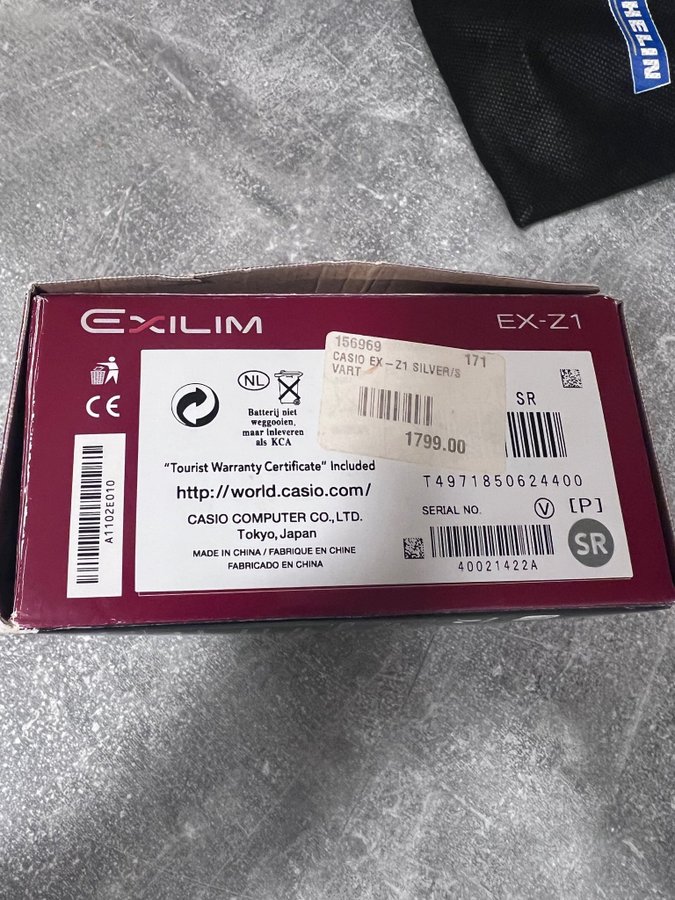 HELIN
EXILIM
EX-Z1
156969 171
CASIO EX-Z1 SILVER/S
VART
1799.00
NL
Batterij niet
weggooien,
maar inleveren
als KCA
SR
CE
"Tourist Warranty Certificate" Included
http://world.casio.com/
CASIO COMPUTER CO.,LTD.
Tokyo, Japan
MADE IN CHINA / FABRIQUE EN CHINE
FABRICADO EN CHINA
T4971850624400
SERIAL NO. V [P]
40021422A
SR
A1102E010